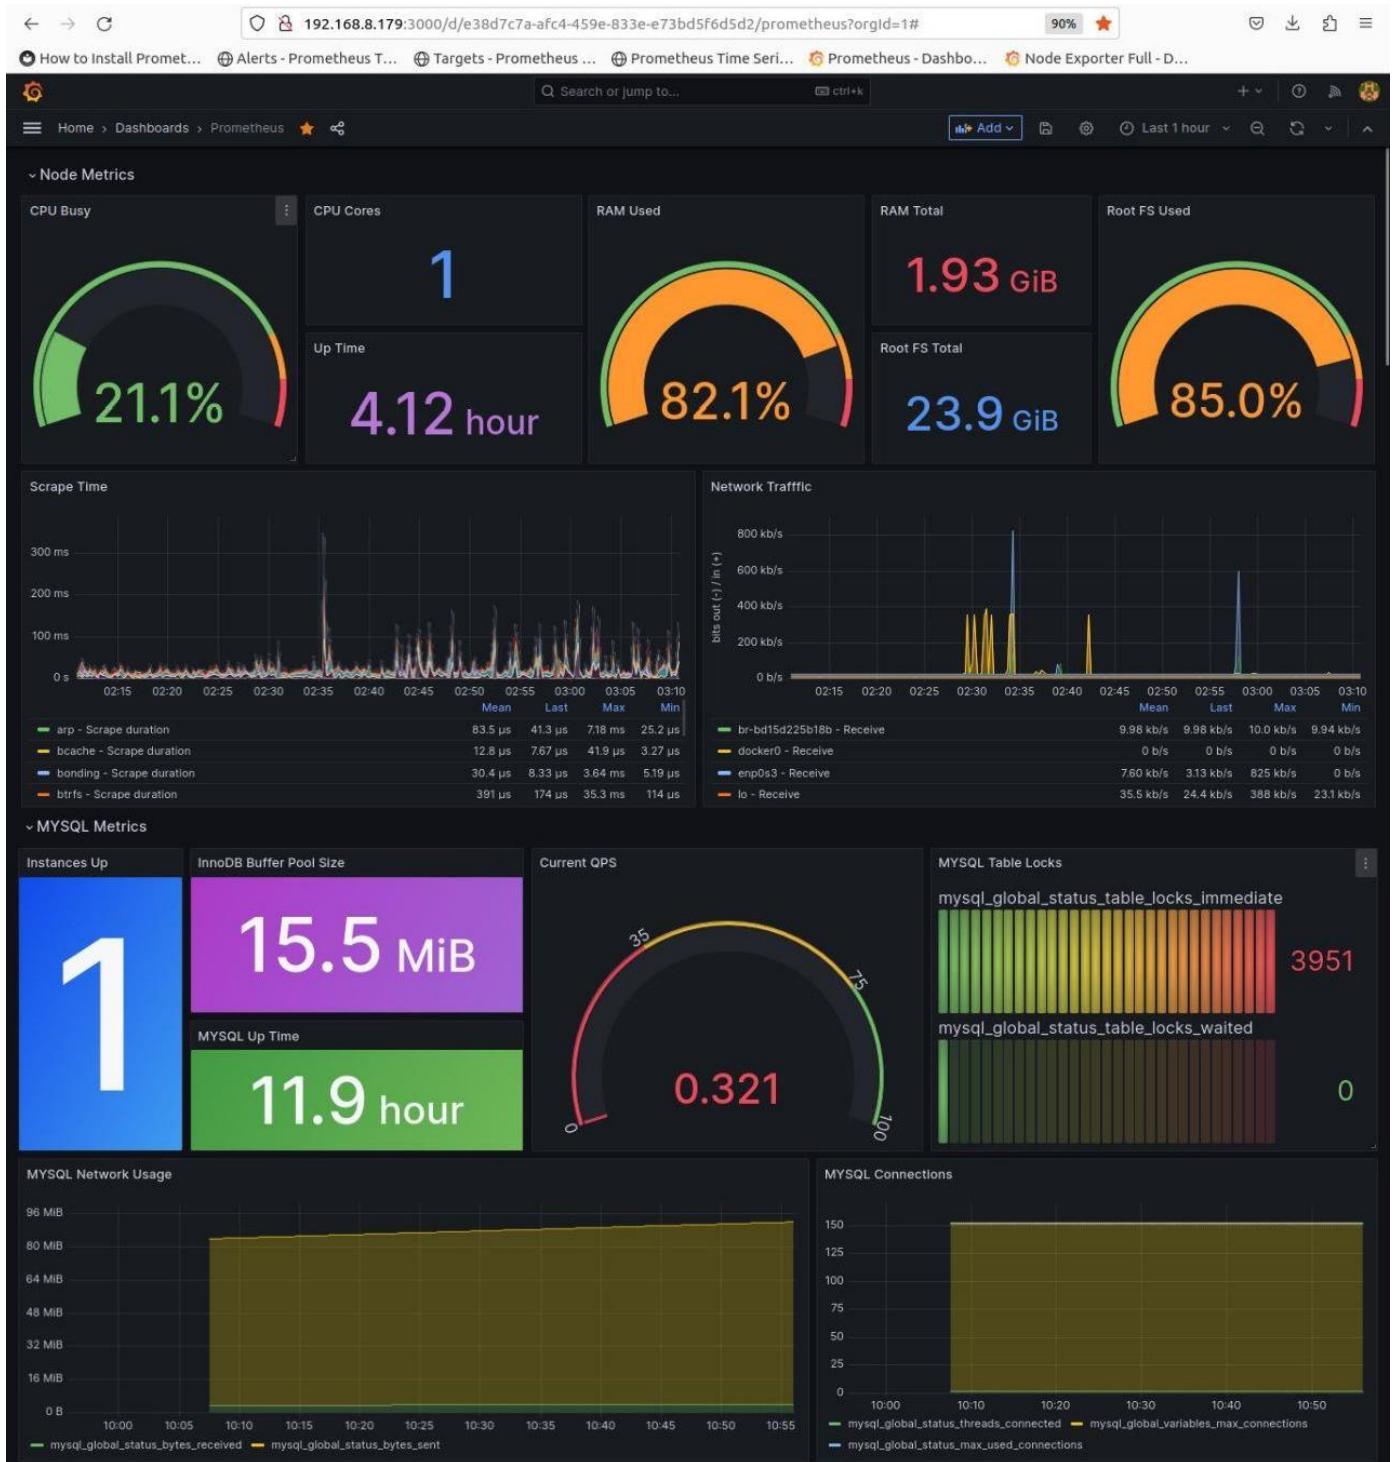 192.168.8.179:3000/d/e38d7c7a-afc4-459e-833e-e73bd5f6d5d2/prometheus?orgId=1#
90%
How to Install Promet...
Alerts - Prometheus T...
Targets - Prometheus ...
Prometheus Time Seri...
Prometheus - Dashbo...
Node Exporter Full - D...
Search or jump to...
ctrl+k
Home › Dashboards › Prometheus
Add
Last 1 hour
Node Metrics
CPU Busy
21.1%
CPU Cores
1
Up Time
4.12 hour
RAM Used
82.1%
RAM Total
1.93 GiB
Root FS Total
23.9 GiB
Root FS Used
85.0%
Scrape Time
300 ms
200 ms
100 ms
0 s
02:15 02:20 02:25 02:30 02:35 02:40 02:45 02:50 02:55 03:00 03:05 03:10
Mean Last Max Min
arp - Scrape duration 83.5 µs 41.3 µs 7.18 ms 25.2 µs
bcache - Scrape duration 12.8 µs 7.67 µs 41.9 µs 3.27 µs
bonding - Scrape duration 30.4 µs 8.33 µs 3.64 ms 5.19 µs
btrfs - Scrape duration 391 µs 174 µs 35.3 ms 114 µs
Network Trafffic
bits out (-) / in (+)
800 kb/s
600 kb/s
400 kb/s
200 kb/s
0 b/s
02:15 02:20 02:25 02:30 02:35 02:40 02:45 02:50 02:55 03:00 03:05 03:10
Mean Last Max Min
br-bd15d225b18b - Receive 9.98 kb/s 9.98 kb/s 10.0 kb/s 9.94 kb/s
docker0 - Receive 0 b/s 0 b/s 0 b/s 0 b/s
enp0s3 - Receive 7.60 kb/s 3.13 kb/s 825 kb/s 0 b/s
lo - Receive 35.5 kb/s 24.4 kb/s 388 kb/s 23.1 kb/s
MYSQL Metrics
Instances Up
1
InnoDB Buffer Pool Size
15.5 MiB
MYSQL Up Time
11.9 hour
Current QPS
0
35
75
100
0.321
MYSQL Table Locks
mysql_global_status_table_locks_immediate
3951
mysql_global_status_table_locks_waited
0
MYSQL Network Usage
96 MiB
80 MiB
64 MiB
48 MiB
32 MiB
16 MiB
0 B
10:00 10:05 10:10 10:15 10:20 10:25 10:30 10:35 10:40 10:45 10:50 10:55
mysql_global_status_bytes_received mysql_global_status_bytes_sent
MYSQL Connections
150
125
100
75
50
25
0
10:00 10:10 10:20 10:30 10:40 10:50
mysql_global_status_threads_connected mysql_global_variables_max_connections
mysql_global_status_max_used_connections